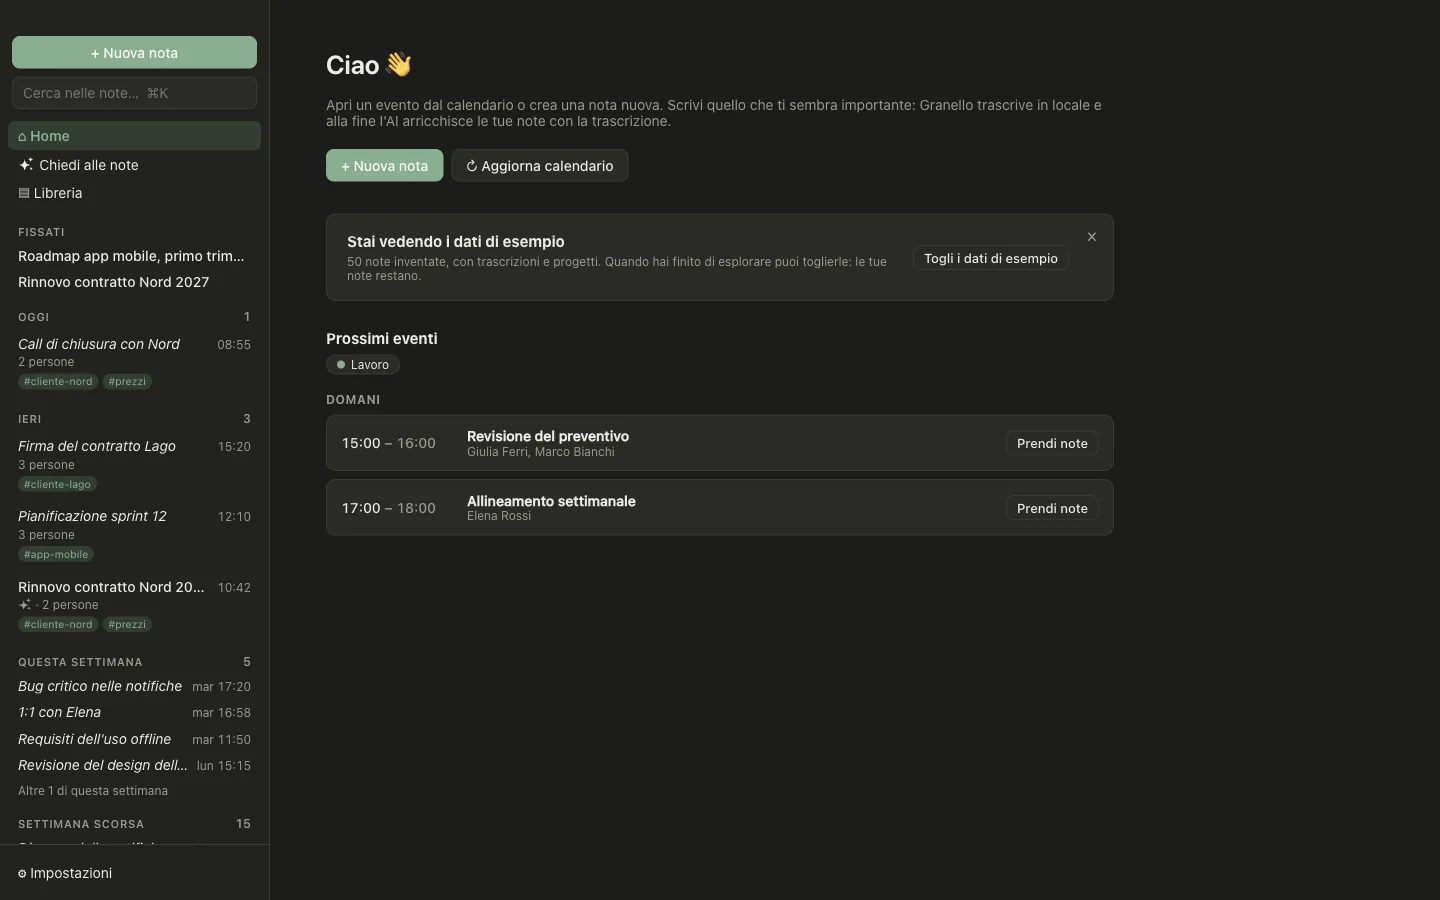 + Nuova nota
Cerca nelle note... ⌘K
⌂ Home
Chiedi alle note
Libreria
FISSATI
Roadmap app mobile, primo trim...
Rinnovo contratto Nord 2027
OGGI 1
Call di chiusura con Nord 08:55
2 persone
#cliente-nord #prezzi
IERI 3
Firma del contratto Lago 15:20
3 persone
#cliente-lago
Pianificazione sprint 12 12:10
3 persone
#app-mobile
Rinnovo contratto Nord 20... 10:42
· 2 persone
#cliente-nord #prezzi
QUESTA SETTIMANA 5
Bug critico nelle notifiche mar 17:20
1:1 con Elena mar 16:58
Requisiti dell'uso offline mar 11:50
Revisione del design dell... lun 15:15
Altre 1 di questa settimana
SETTIMANA SCORSA 15
Impostazioni
Ciao 👋
Apri un evento dal calendario o crea una nota nuova. Scrivi quello che ti sembra importante: Granello trascrive in locale e
alla fine l'AI arricchisce le tue note con la trascrizione.
+ Nuova nota
↻ Aggiorna calendario
Stai vedendo i dati di esempio
50 note inventate, con trascrizioni e progetti. Quando hai finito di esplorare puoi toglierle: le tue
note restano.
Togli i dati di esempio
×
Prossimi eventi
Lavoro
DOMANI
15:00 – 16:00
Revisione del preventivo
Giulia Ferri, Marco Bianchi
Prendi note
17:00 – 18:00
Allineamento settimanale
Elena Rossi
Prendi note